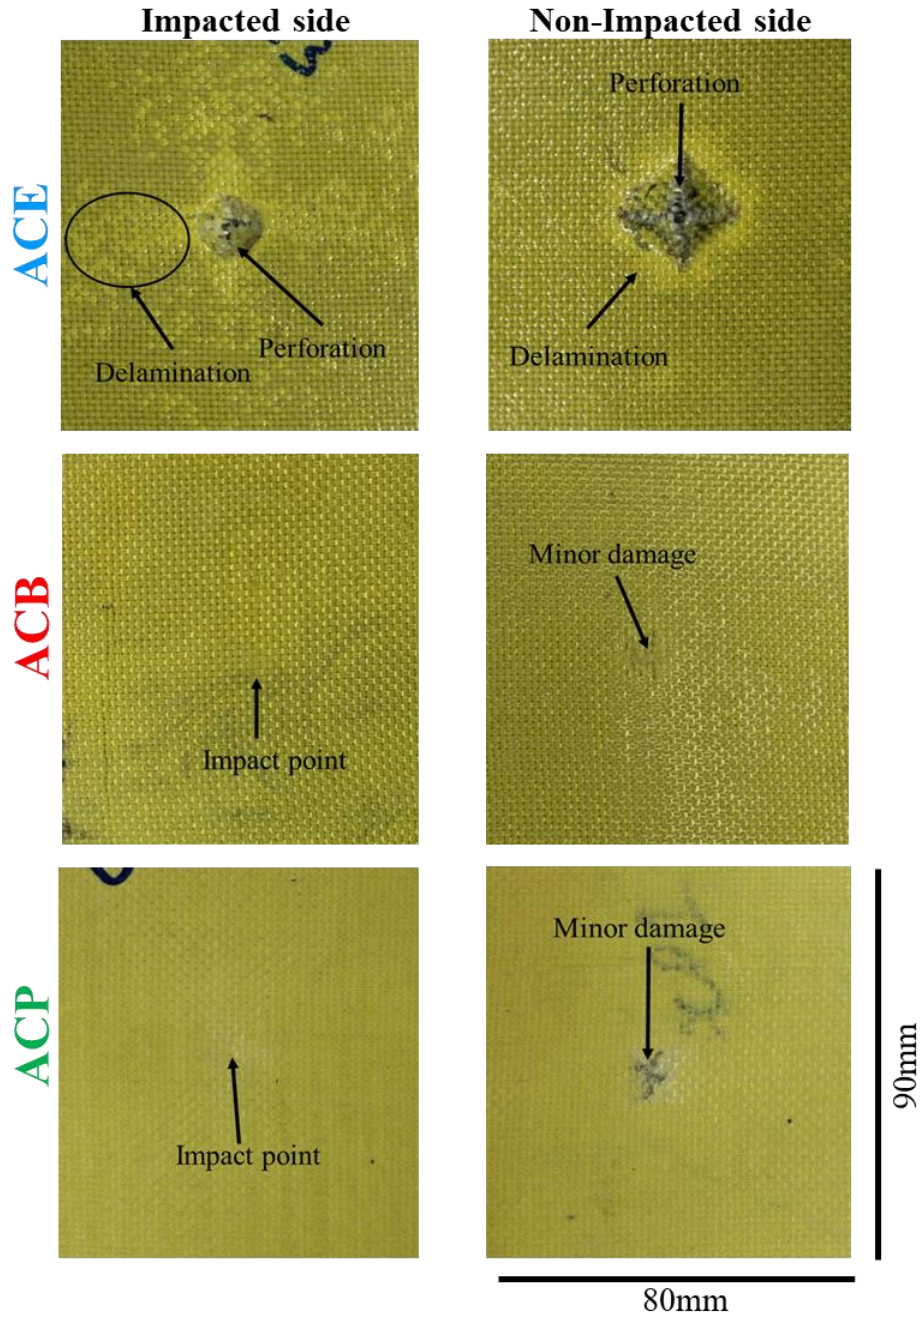 Impacted side
Non-Impacted side
ACE
Delamination
Perforation
Perforation
Delamination
ACB
Impact point
Minor damage
ACP
Impact point
Minor damage
90mm
80mm